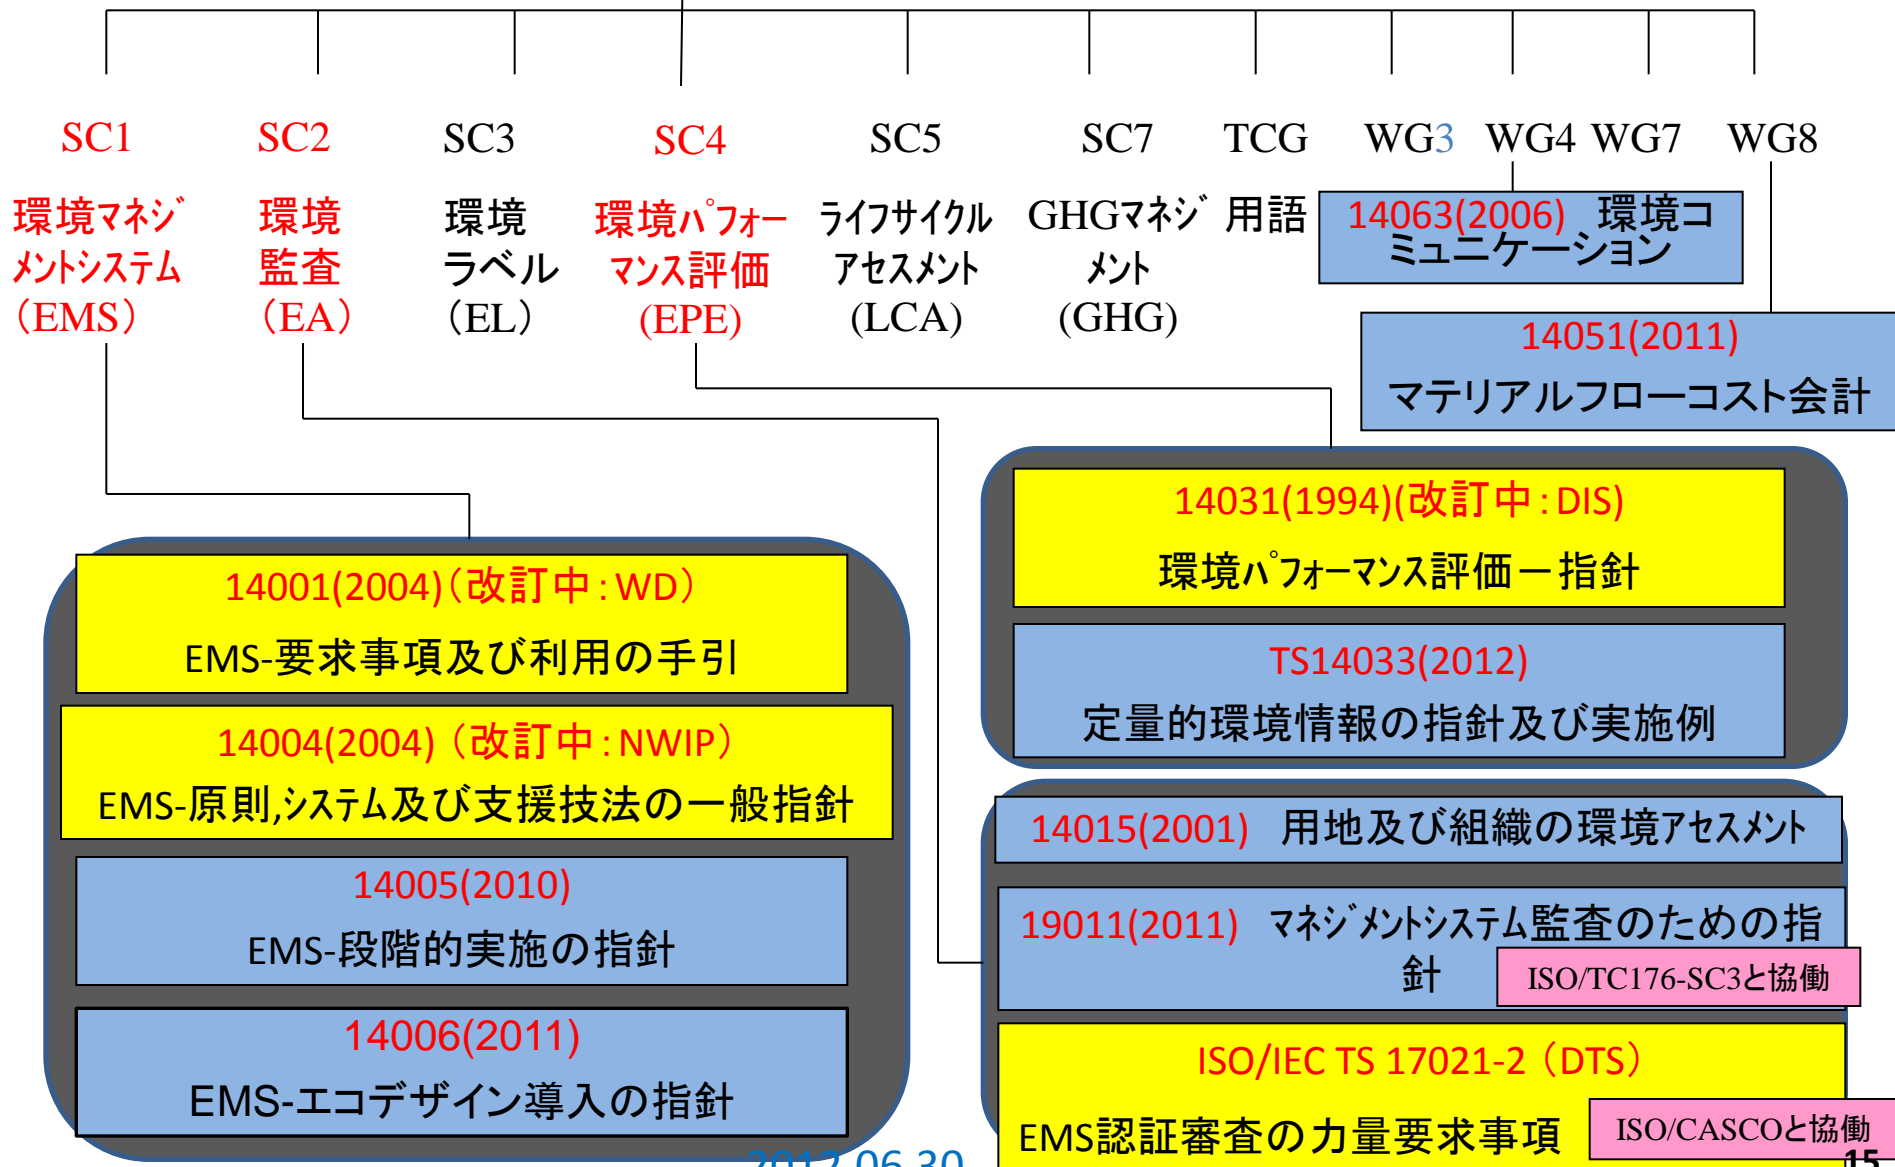 SC1
SC2
SC3
SC4
SC5
SC7
TCG
WG3
WG4
WG7
WG8
環境マネジ
メントシステム
（EMS）
環境
監査
（EA）
環境
ラベル
（EL）
環境パフォー
マンス評価
(EPE)
ライフサイクル
アセスメント
(LCA)
GHGマネジ
メント
(GHG)
用語
14063(2006) 環境コ
ミュニケーション
14051(2011)
マテリアルフローコスト会計
14001(2004)（改訂中：WD）
EMS-要求事項及び利用の手引
14004(2004)（改訂中：NWIP）
EMS-原則,システム及び支援技法の一般指針
14005(2010)
EMS-段階的実施の指針
14006(2011)
EMS-エコデザイン導入の指針
14031(1994)(改訂中：DIS)
環境パフォーマンス評価－指針
TS14033(2012)
定量的環境情報の指針及び実施例
14015(2001) 用地及び組織の環境アセスメント
19011(2011) マネジメントシステム監査のための指
針
ISO/TC176-SC3と協働
ISO/IEC TS 17021-2（DTS）
EMS認証審査の力量要求事項
ISO/CASCOと協働
2012.06.30
15